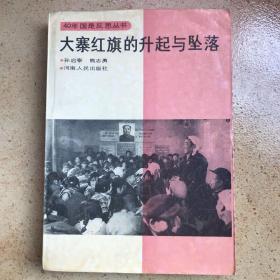 40年国是反思丛书
大寨红旗的升起与坠落
孙启泰 熊志勇
河南人民出版社